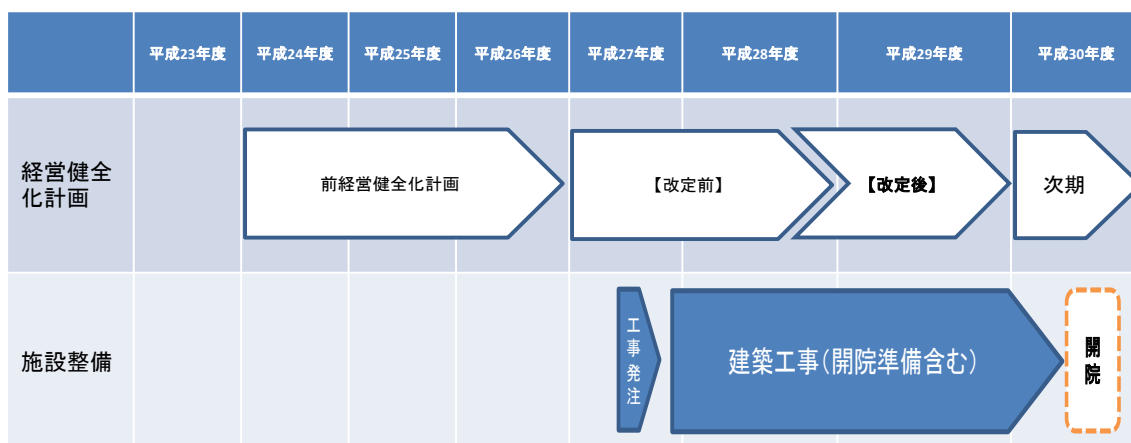 平成23年度
平成24年度
平成25年度
平成26年度
平成27年度
平成28年度
平成29年度
平成30年度
経営健全
化計画
前経営健全化計画
【改定前】
【改定後】
次期
施設整備
工事発注
建築工事(開院準備含む)
開院